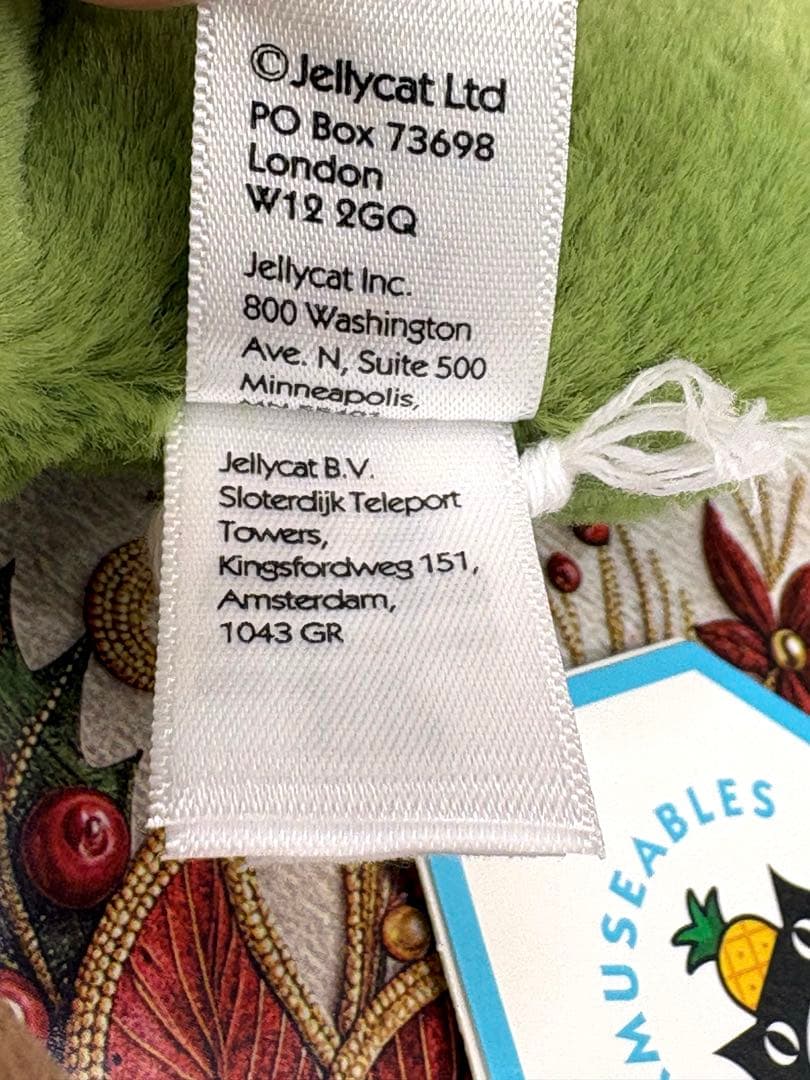 ©Jellycat Ltd
PO Box 73698
London
W12 2GQ
Jellycat Inc.
800 Washington
Ave. N, Suite 500
Minneapolis,
Jellycat B.V.
Sloterdijk Teleport
Towers,
Kingsfordweg 151,
Amsterdam,
1043 GR
MUSEABLES